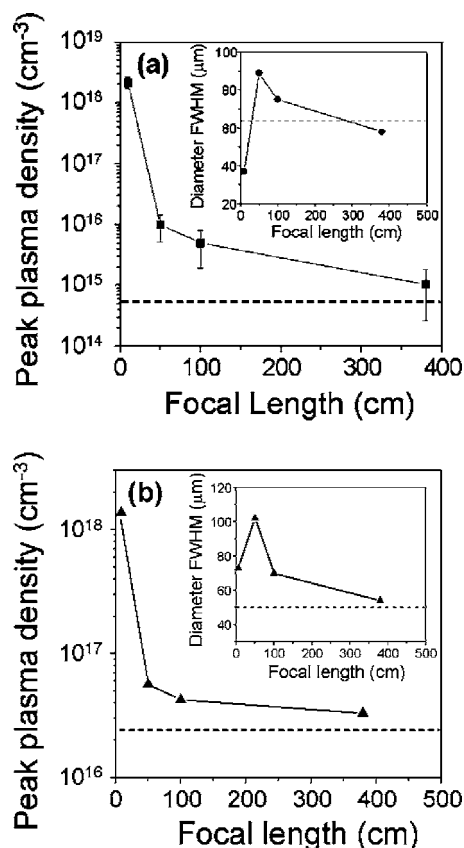 (a)
Peak plasma density (cm⁻³)
10¹⁹
10¹⁸
10¹⁷
10¹⁶
10¹⁵
10¹⁴
0 100 200 300 400
Focal Length (cm)
Diameter FWHM (μm)
100
80
60
40
20
0 100 200 300 400 500
Focal length (cm)
(b)
Peak plasma density (cm⁻³)
10¹⁸
10¹⁷
10¹⁶
0 100 200 300 400 500
Focal length (cm)
Diameter FWHM (μm)
120
100
80
60
40
0 100 200 300 400 500
Focal length (cm)